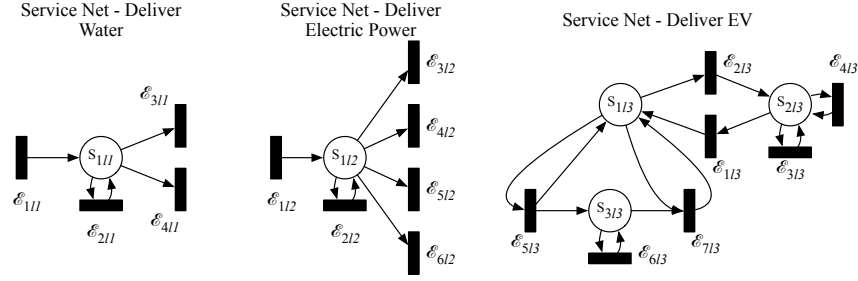 Service Net - Deliver
Water
ℰ3l1
S1l1
ℰ1l1
ℰ2l1
ℰ4l1
Service Net - Deliver
Electric Power
ℰ3l2
ℰ4l2
S1l2
ℰ1l2
ℰ5l2
ℰ2l2
ℰ6l2
Service Net - Deliver EV
ℰ2l3
ℰ4l3
S1l3
S2l3
ℰ1l3
ℰ3l3
S3l3
ℰ5l3
ℰ7l3
ℰ6l3